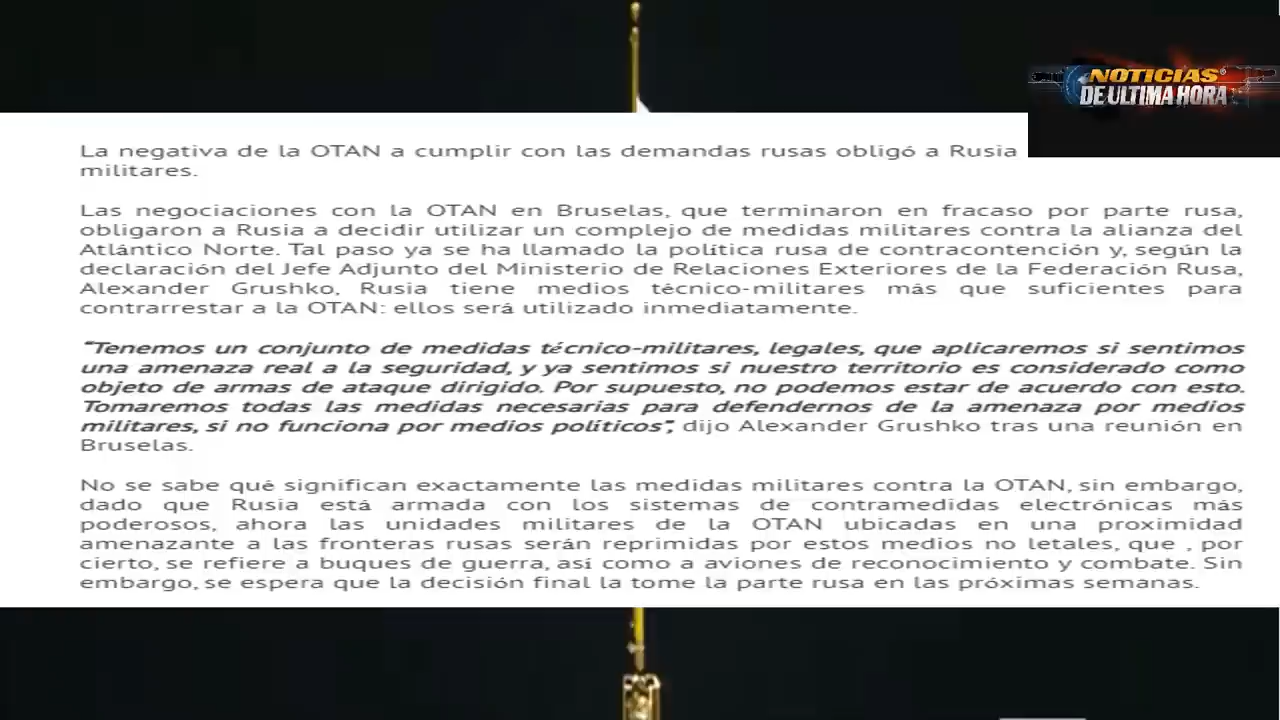 NOTICIAS
DE ULTIMA HORA
La negativa de la OTAN a cumplir con las demandas rusas obligó a Rusia
militares.
Las negociaciones con la OTAN en Bruselas, que terminaron en fracaso por parte rusa,
obligaron a Rusia a decidir utilizar un complejo de medidas militares contra la alianza del
Atlántico Norte. Tal paso ya se ha llamado la política rusa de contracontención y, según la
declaración del Jefe Adjunto del Ministerio de Relaciones Exteriores de la Federación Rusa,
Alexander Grushko, Rusia tiene medios técnico-militares más que suficientes para
contrarrestar a la OTAN: ellos será utilizado inmediatamente.
“Tenemos un conjunto de medidas técnico-militares, legales, que aplicaremos si sentimos
una amenaza real a la seguridad, y ya sentimos si nuestro territorio es considerado como
objeto de armas de ataque dirigido. Por supuesto, no podemos estar de acuerdo con esto.
Tomaremos todas las medidas necesarias para defendernos de la amenaza por medios
militares, si no funciona por medios políticos”, dijo Alexander Grushko tras una reunión en
Bruselas.
No se sabe qué significan exactamente las medidas militares contra la OTAN, sin embargo,
dado que Rusia está armada con los sistemas de contramedidas electrónicas más
poderosos, ahora las unidades militares de la OTAN ubicadas en una proximidad
amenazante a las fronteras rusas serán reprimidas por estos medios no letales, que , por
cierto, se refiere a buques de guerra, así como a aviones de reconocimiento y combate. Sin
embargo, se espera que la decisión final la tome la parte rusa en las próximas semanas.